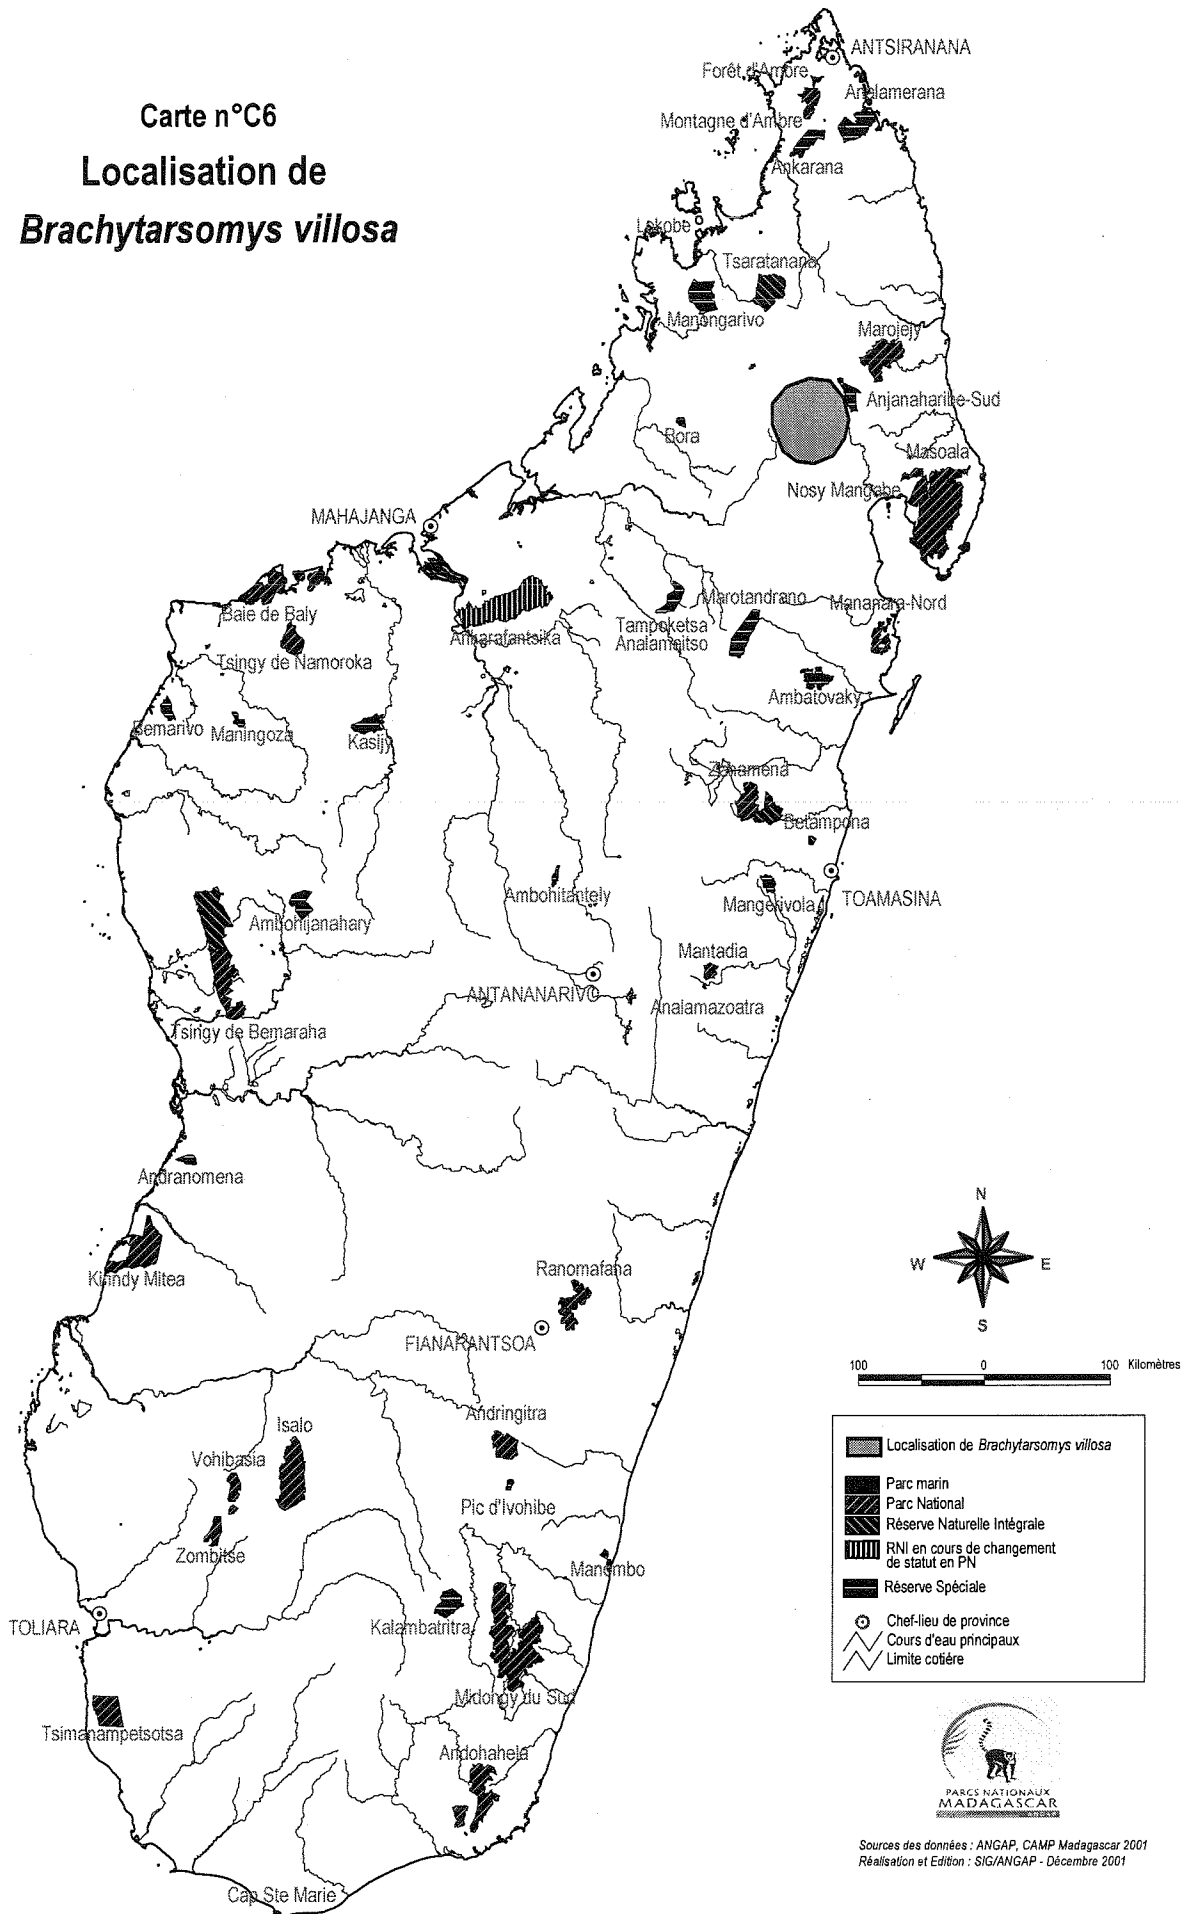 Carte n°C6
Localisation de
Brachytarsomys villosa
ANTSIRANANA
Forêt d'Ambre
Analamerana
Montagne d'Ambre
Ankarana
Lokobe
Tsaratanana
Manongarivo
Marojejy
Anjanaharibe-Sud
Bora
Masoala
Nosy Mangabe
MAHAJANGA
Baie de Baly
Ankarafantsika
Marotandrano
Mananara-Nord
Tampoketsa
Analamaitso
Tsingy de Namoroka
Ambatovaky
Bemarivo
Maningoza
Kasijy
Zahamena
Betampona
Ambohitantely
Mangerivola
TOAMASINA
Ambohijanahary
Mantadia
ANTANANARIVO
Analamazoatra
Tsingy de Bemaraha
Andranomena
Kirindy Mitea
Ranomafana
FIANARANTSOA
Andringitra
Isalo
Vohibasia
Pic d'Ivohibe
Zombitse
Manombo
TOLIARA
Kalambatritra
Midongy du Sud
Tsimanampetsotsa
Andohahela
Cap Ste Marie
N
W
E
S
100 0 100 Kilomètres
Localisation de Brachytarsomys villosa
Parc marin
Parc National
Réserve Naturelle Intégrale
RNI en cours de changement
de statut en PN
Réserve Spéciale
Chef-lieu de province
Cours d'eau principaux
Limite cotiére
PARCS NATIONAUX
MADAGASCAR
Sources des données : ANGAP, CAMP Madagascar 2001
Réalisation et Edition : SIG/ANGAP - Décembre 2001